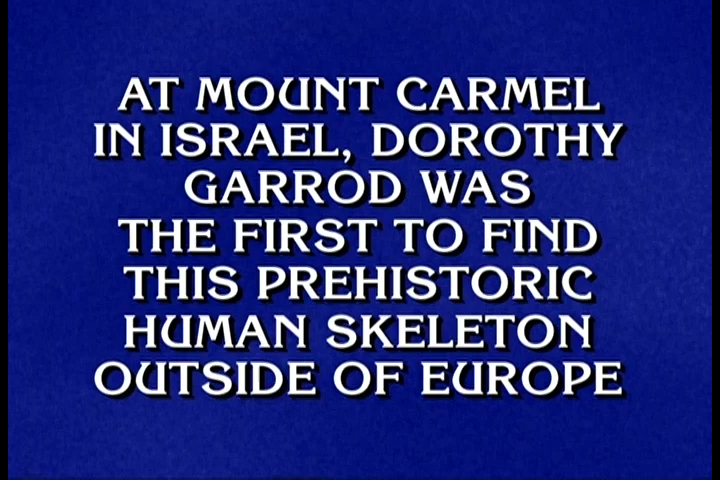 AT MOUNT CARMEL
IN ISRAEL, DOROTHY
GARROD WAS
THE FIRST TO FIND
THIS PREHISTORIC
HUMAN SKELETON
OUTSIDE OF EUROPE